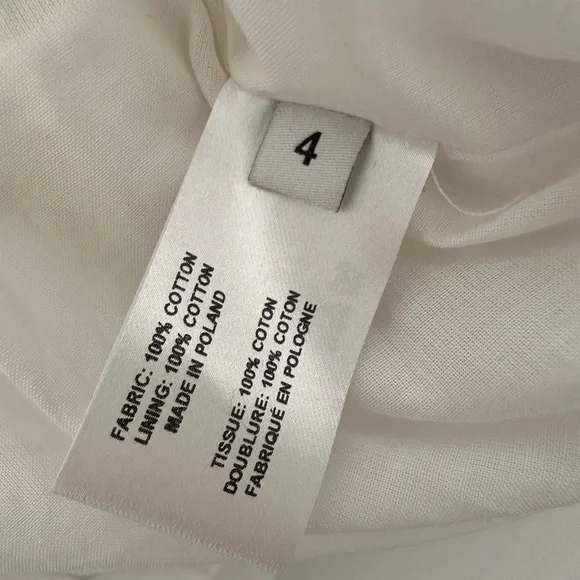 4
FABRIC: 100% COTTON
LINING: 100% COTTON
MADE IN POLAND
TISSUE: 100% COTON
DOUBLURE: 100% COTON
FABRIQUÉ EN POLOGNE